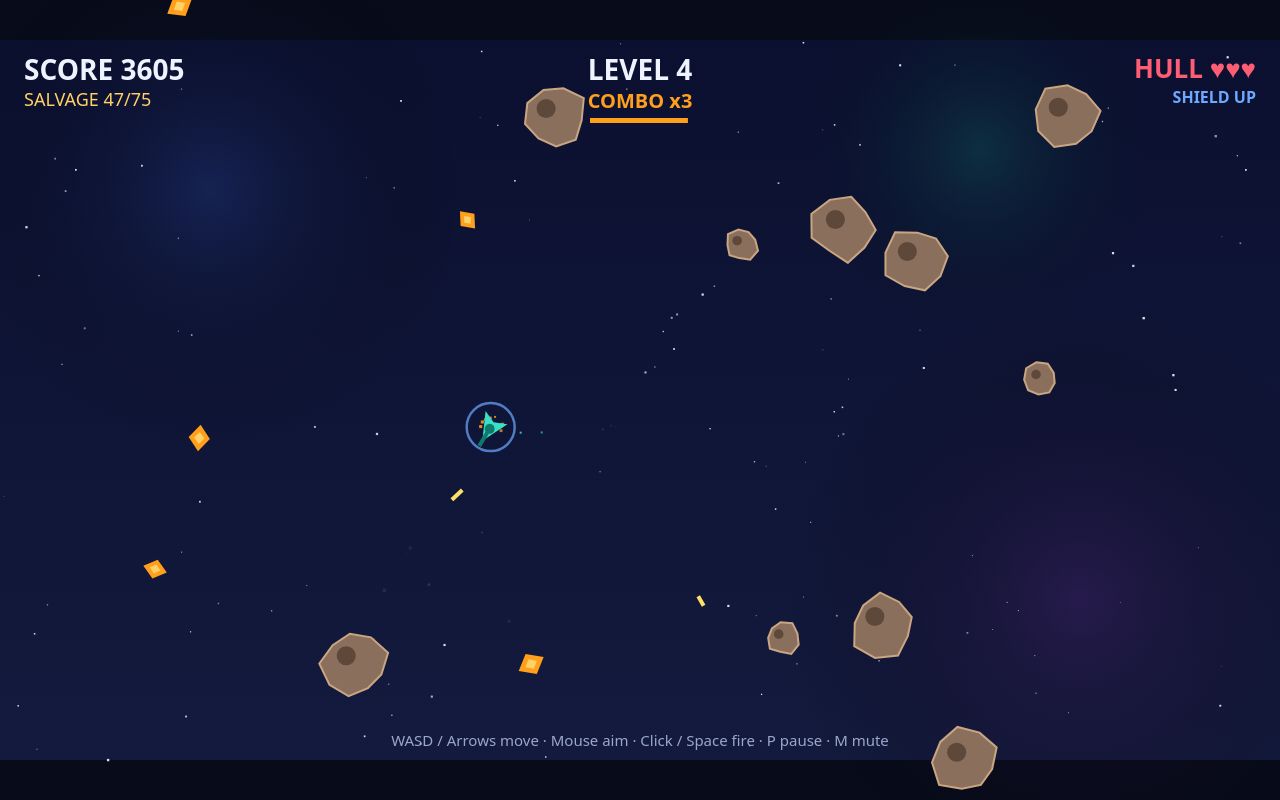 SCORE 3605
SALVAGE 47/75
LEVEL 4
COMBO x3
HULL ♥♥♥
SHIELD UP
WASD / Arrows move · Mouse aim · Click / Space fire · P pause · M mute